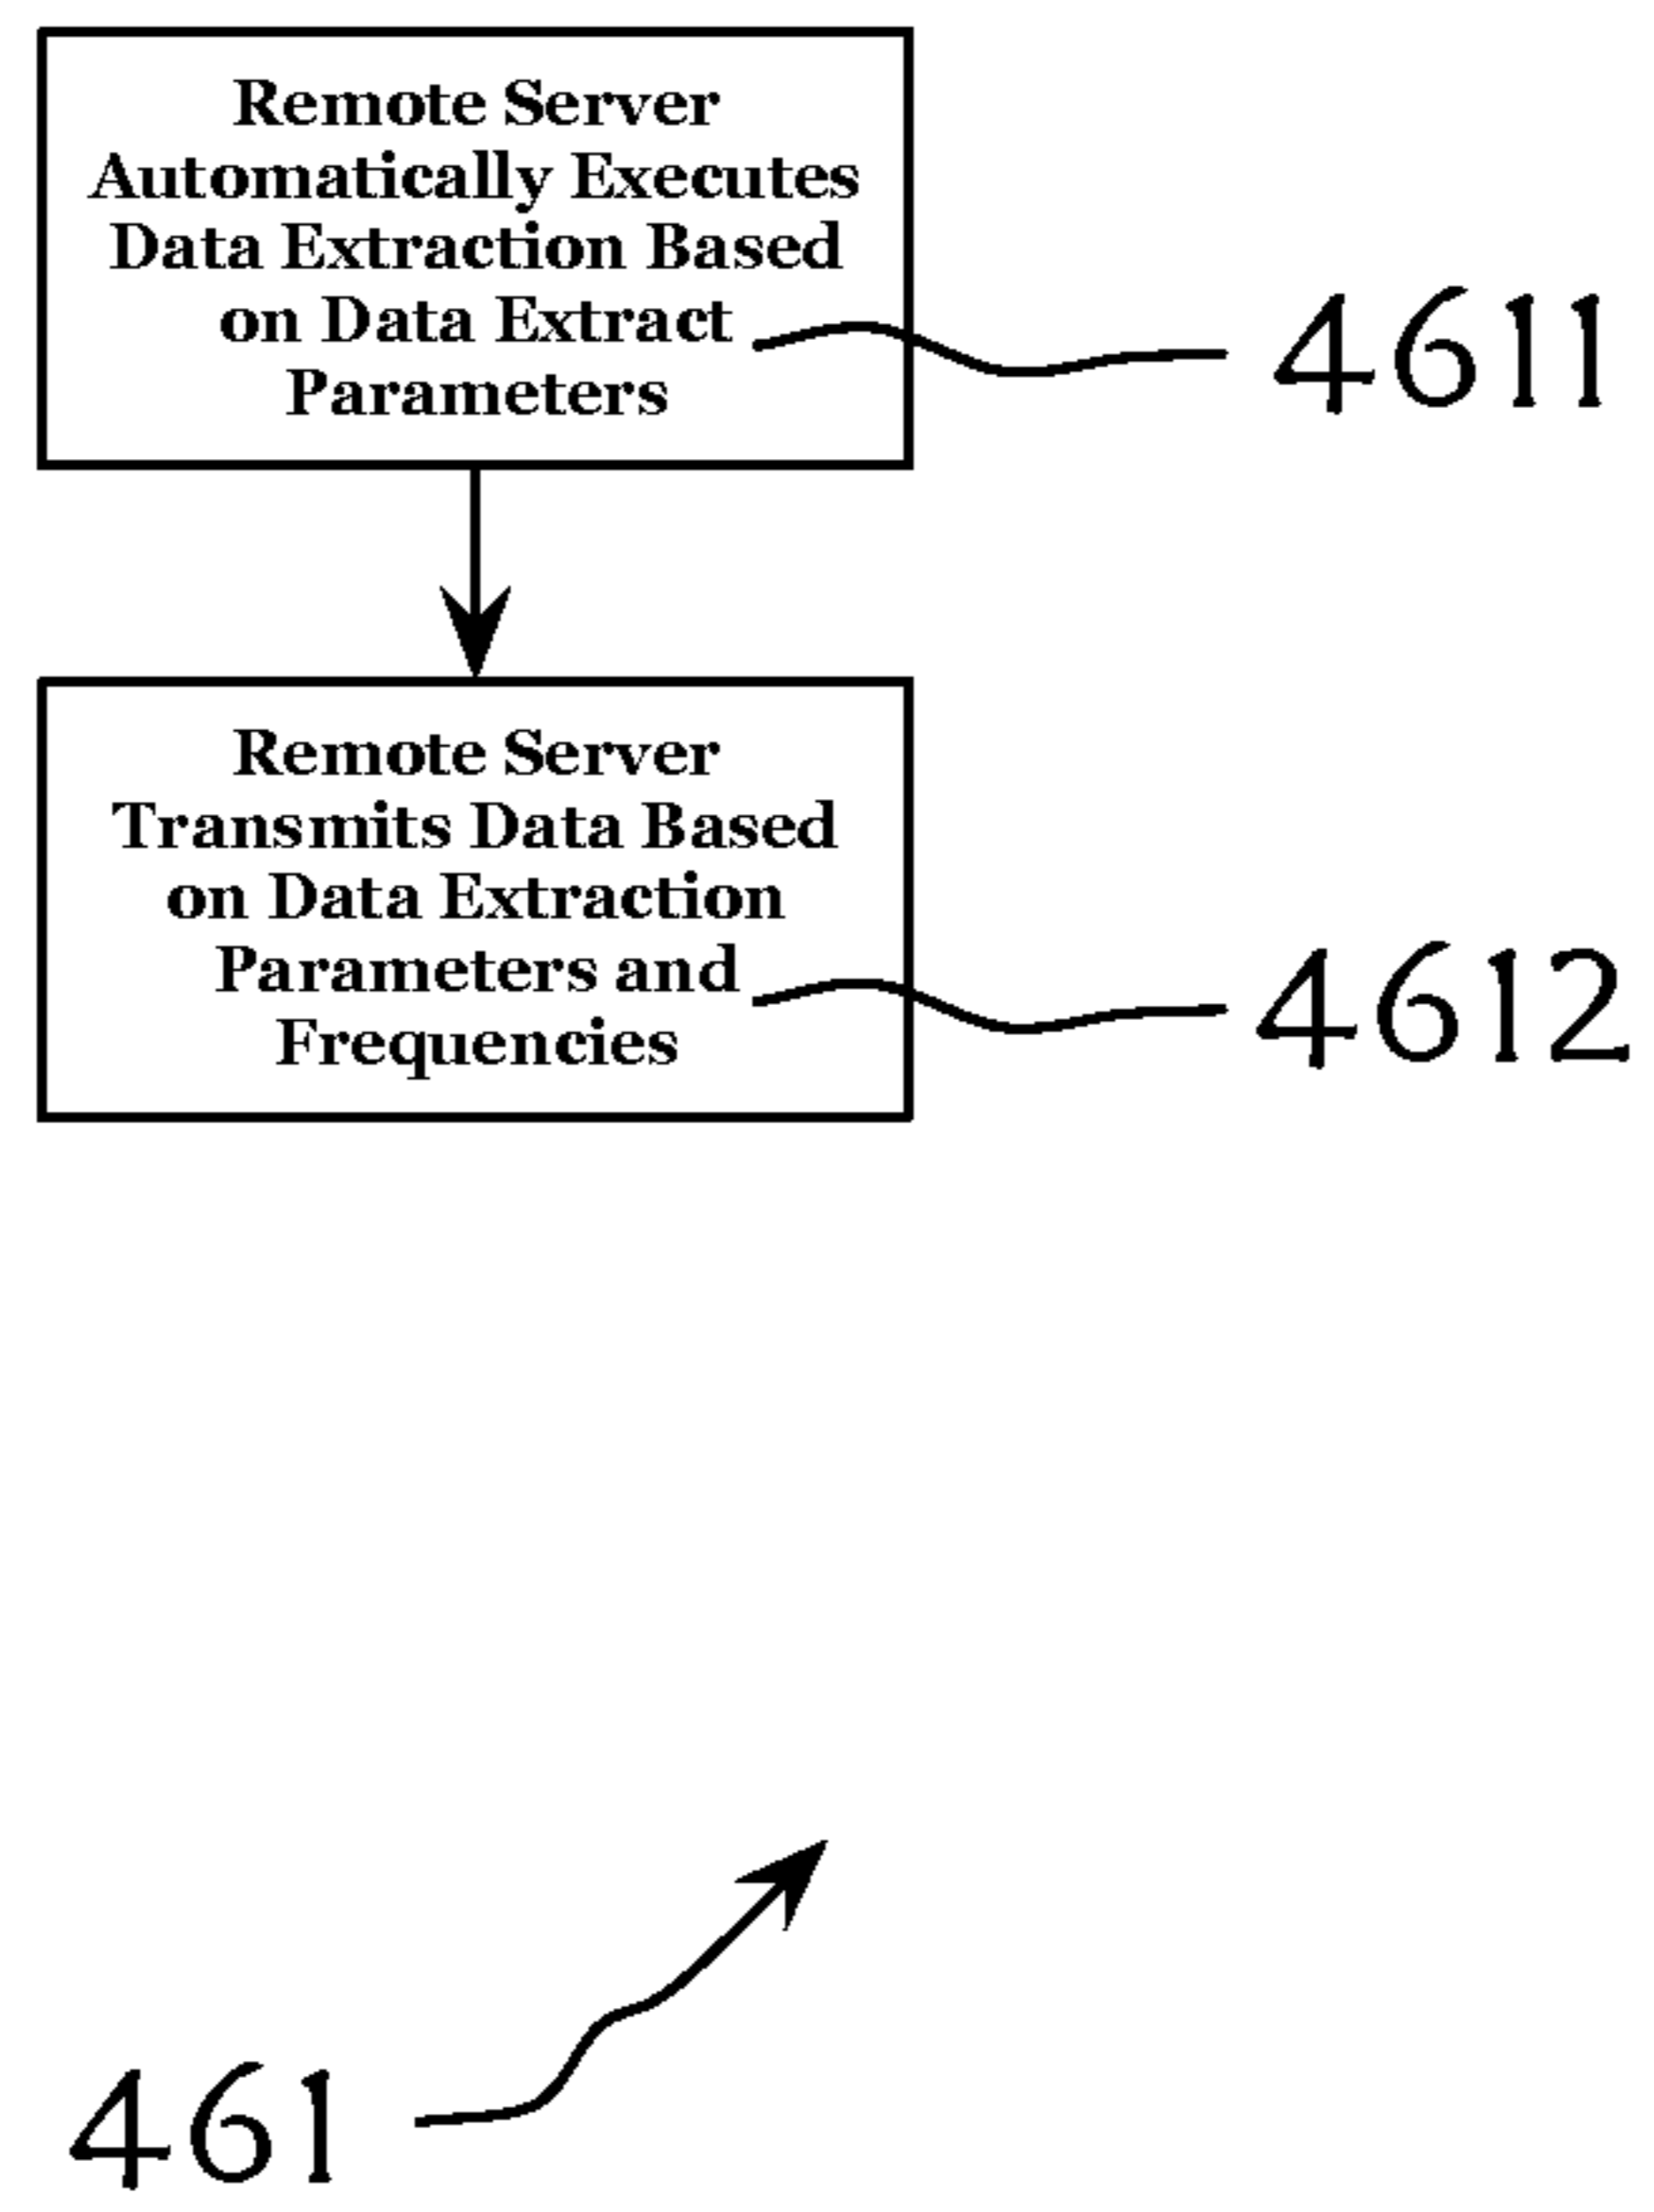 Remote Server
Automatically Executes
Data Extraction Based
on Data Extract
Parameters
4611
Remote Server
Transmits Data Based
on Data Extraction
Parameters and
Frequencies
4612
461